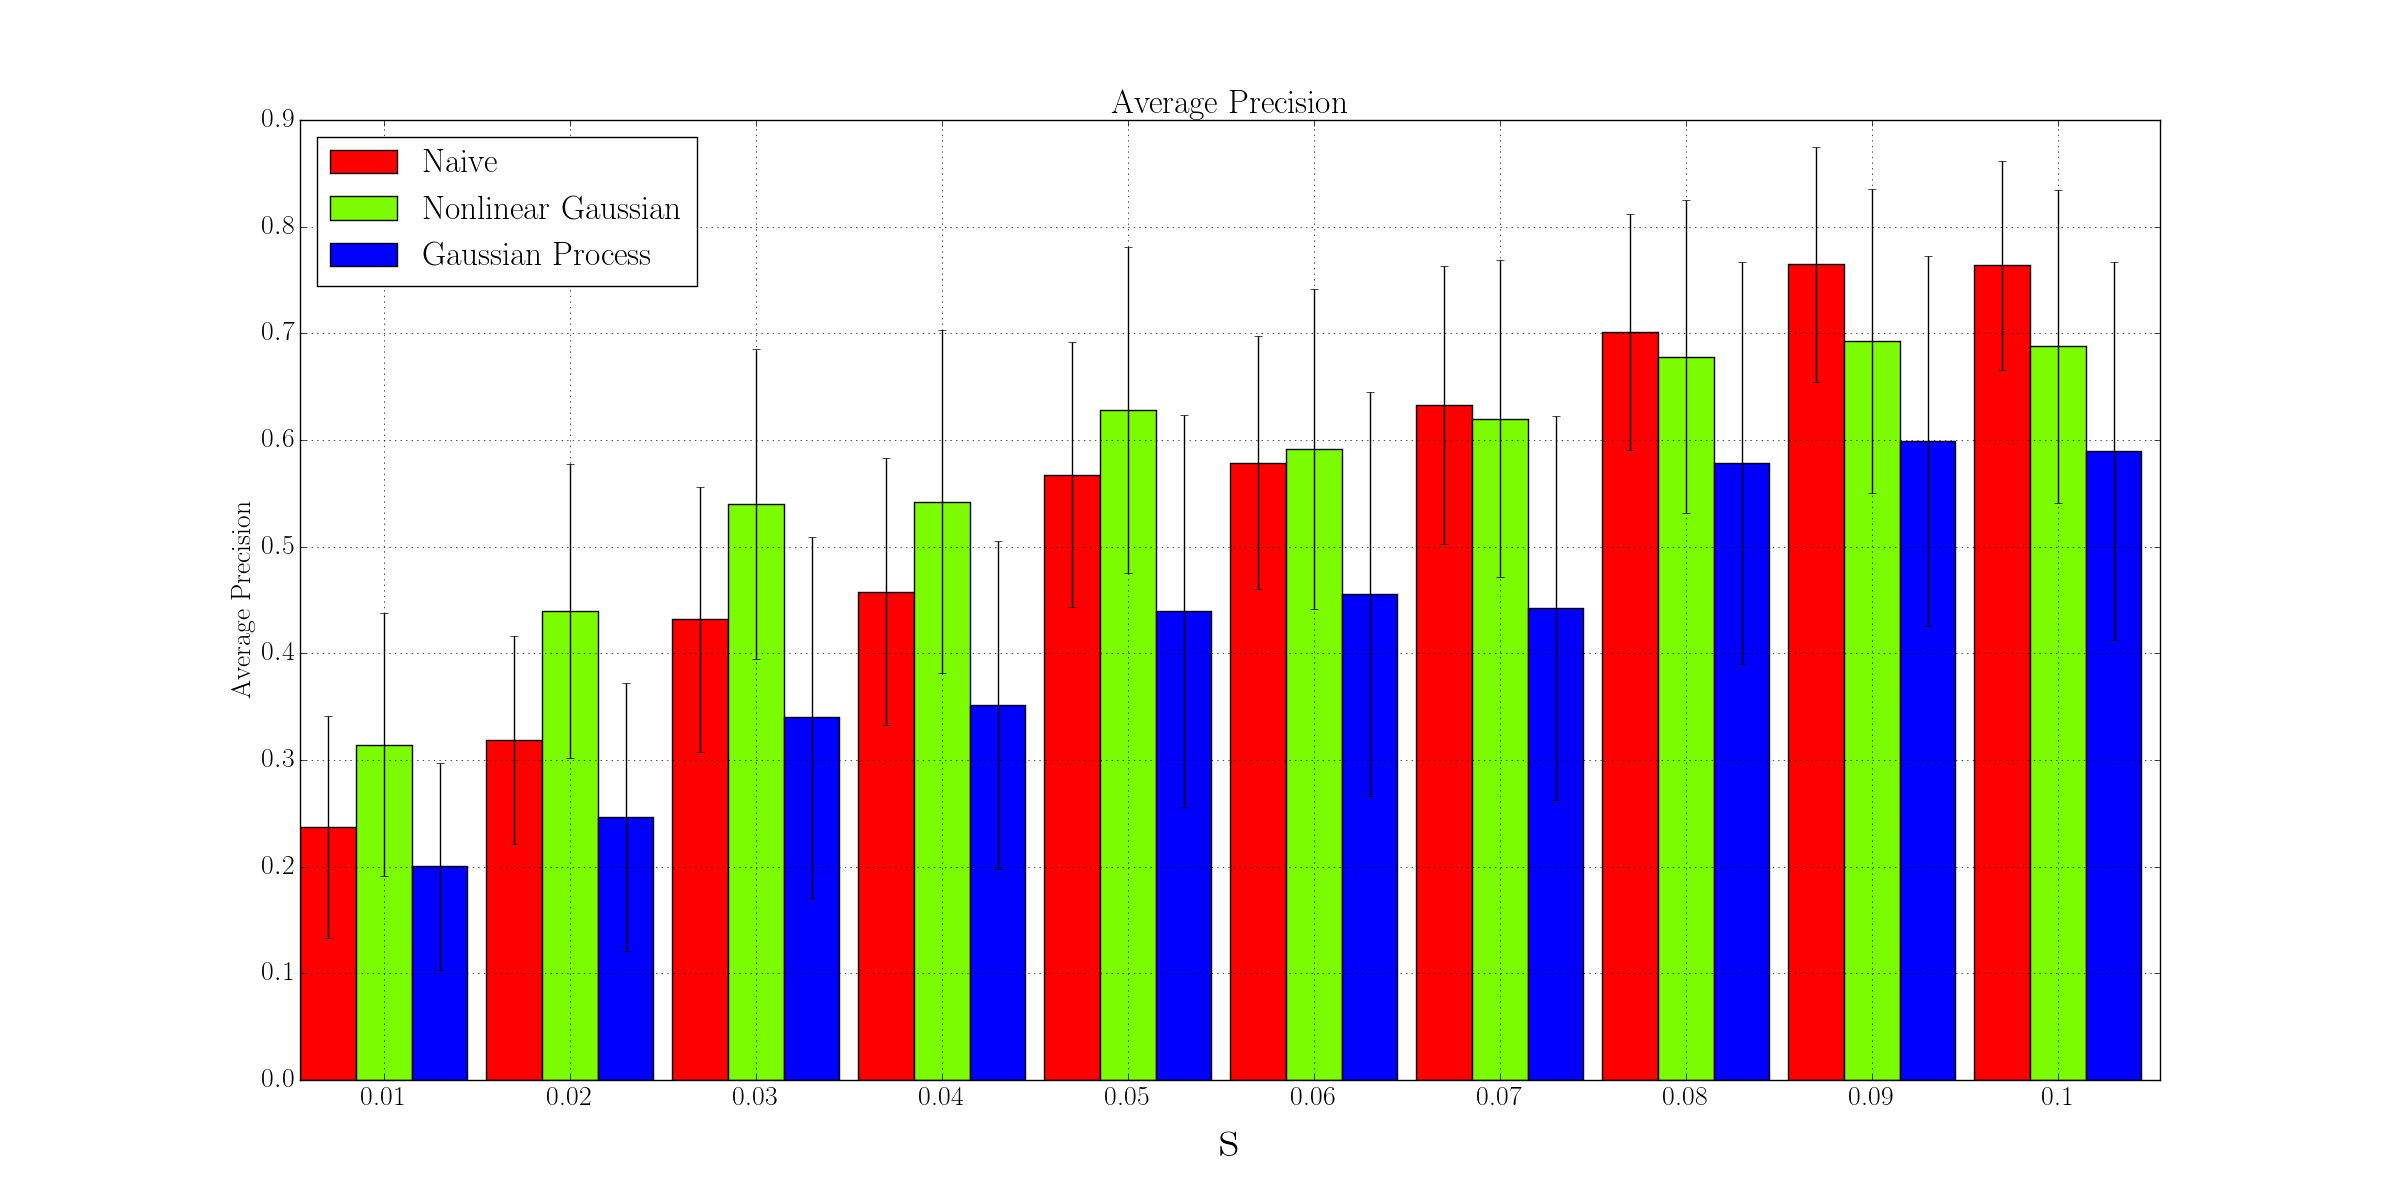 Average Precision
0.9
0.8
0.7
0.6
0.5
0.4
0.3
0.2
0.1
0.0
Average Precision
Naive
Nonlinear Gaussian
Gaussian Process
0.01 0.02 0.03 0.04 0.05 0.06 0.07 0.08 0.09 0.1
S